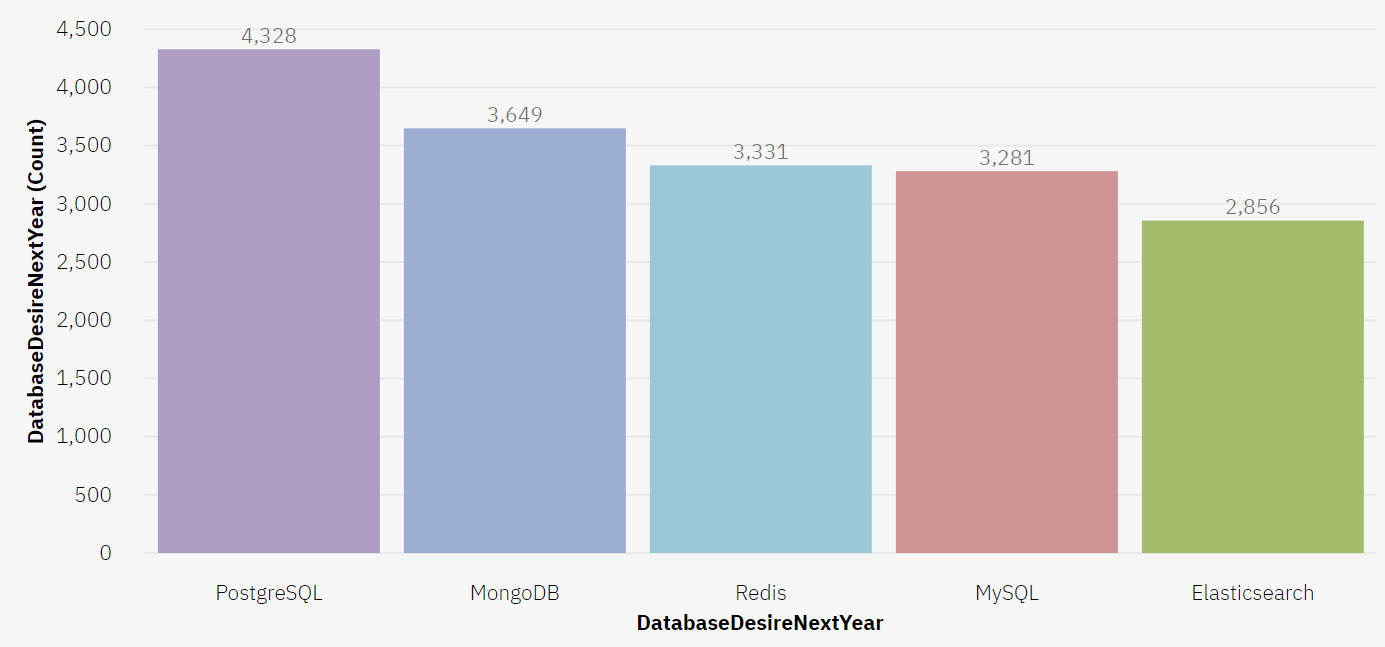 DatabaseDesireNextYear (Count)
4,500
4,000
3,500
3,000
2,500
2,000
1,500
1,000
500
0
4,328
3,649
3,331
3,281
2,856
PostgreSQL
MongoDB
Redis
MySQL
Elasticsearch
DatabaseDesireNextYear